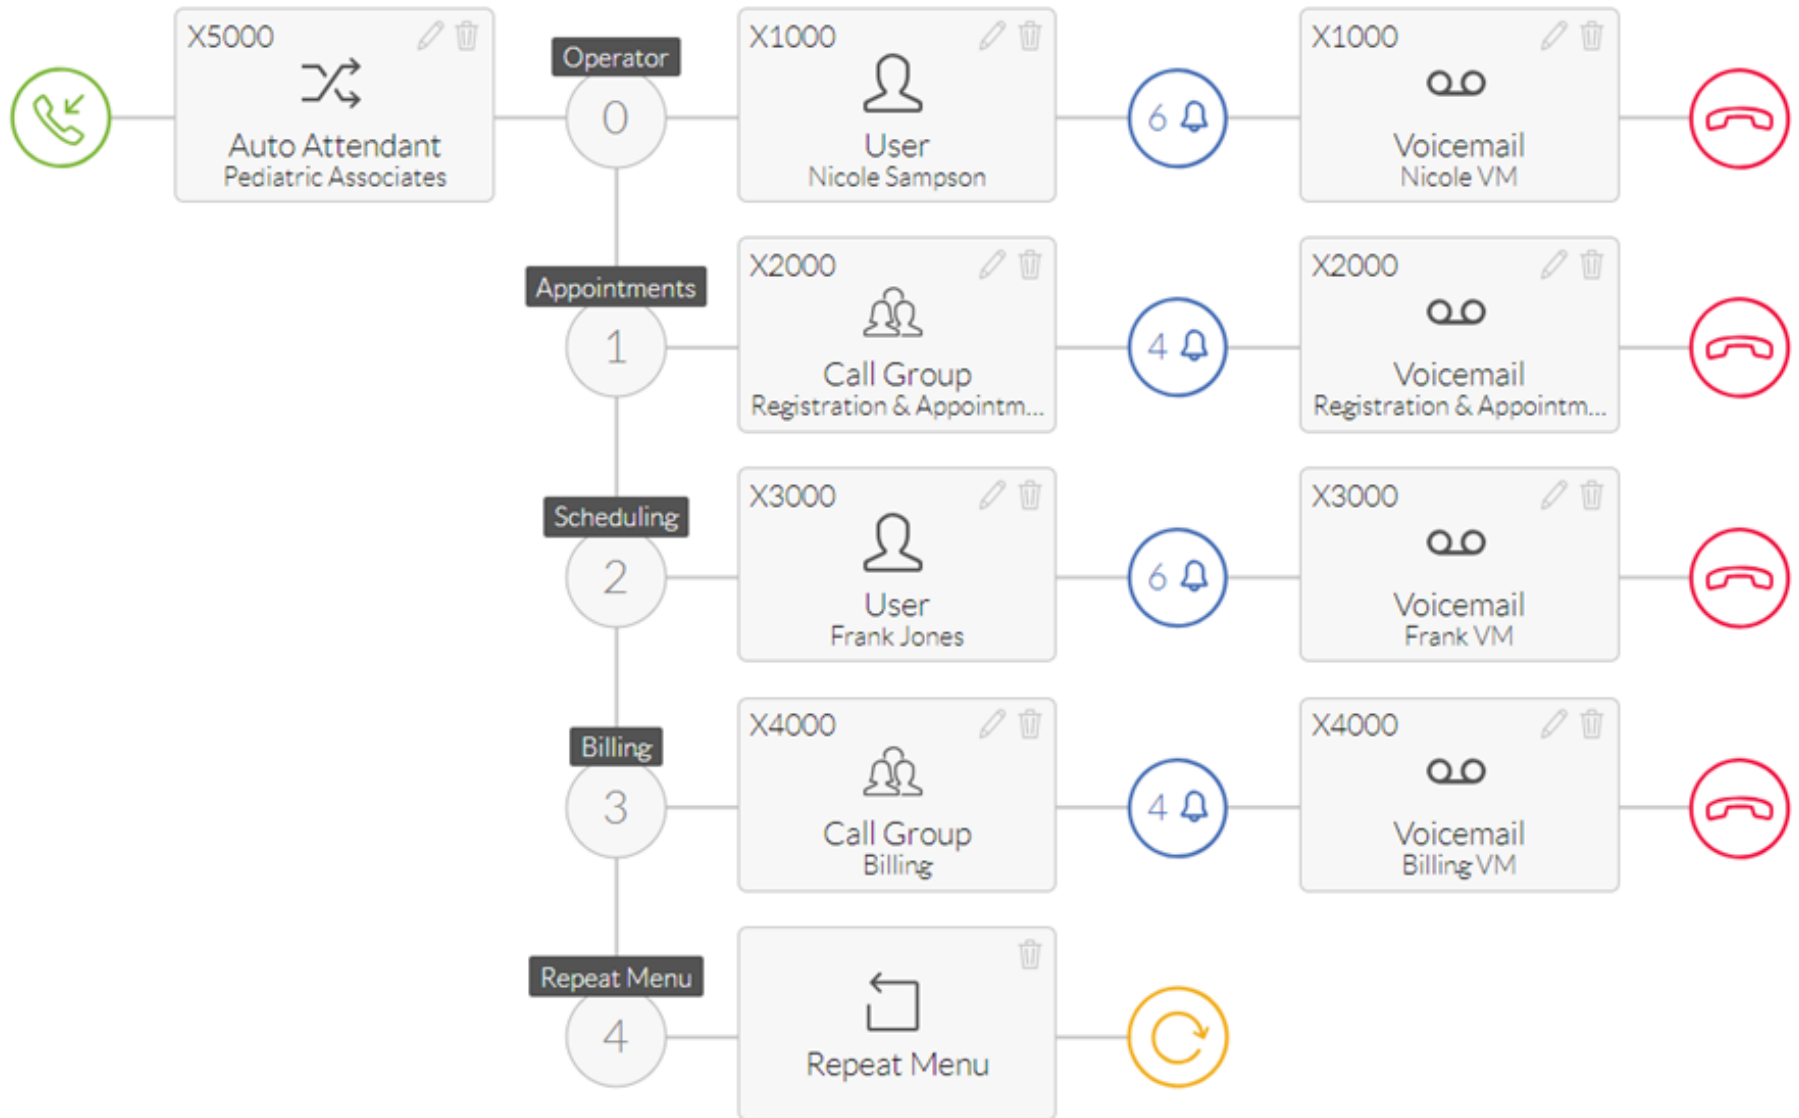 X5000
Auto Attendant
Pediatric Associates
Operator
0
X1000
User
Nicole Sampson
6
X1000
Voicemail
Nicole VM
Appointments
1
X2000
Call Group
Registration & Appointm...
4
X2000
Voicemail
Registration & Appointm...
Scheduling
2
X3000
User
Frank Jones
6
X3000
Voicemail
Frank VM
Billing
3
X4000
Call Group
Billing
4
X4000
Voicemail
Billing VM
Repeat Menu
4
Repeat Menu